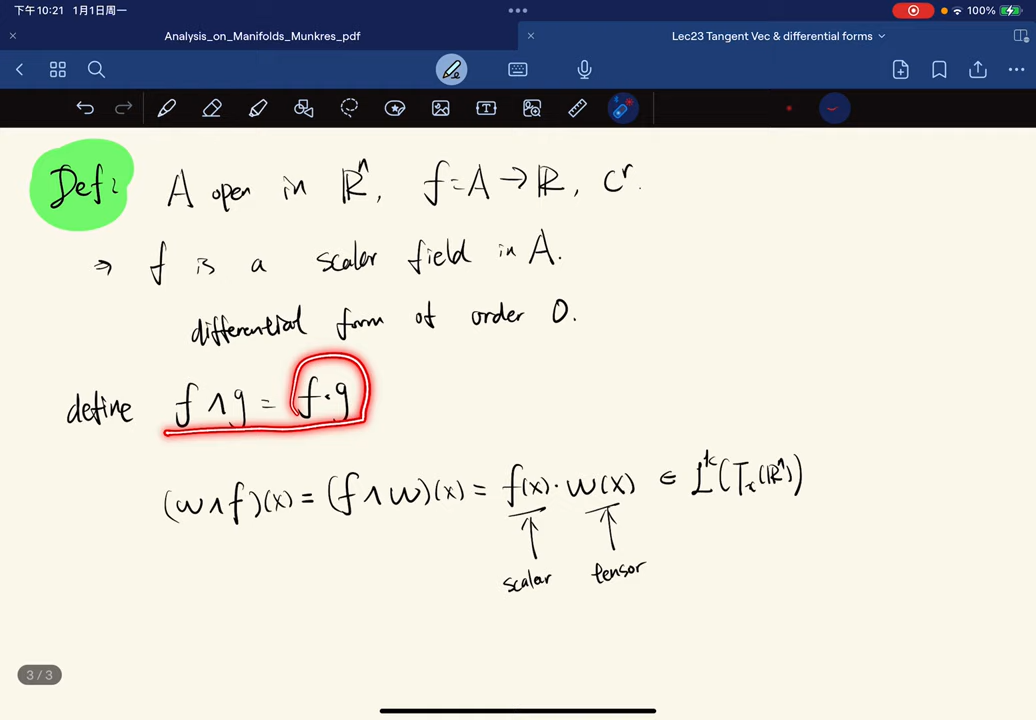 下午10:21 1月1日周一
100%
Analysis_on_Manifolds_Munkres_pdf
Lec23 Tangent Vec & differential forms
Def: A open in ℝⁿ, f: A → ℝ, Cʳ.
⇒ f is a scalar field in A.
differential form of order 0.
define f ∧ g = f·g
(ω∧f)(x) = (f∧ω)(x) = f(x)·ω(x) ∈ 𝓛ᵏ(Tₓ(ℝⁿ))
scalar tensor
3 / 3